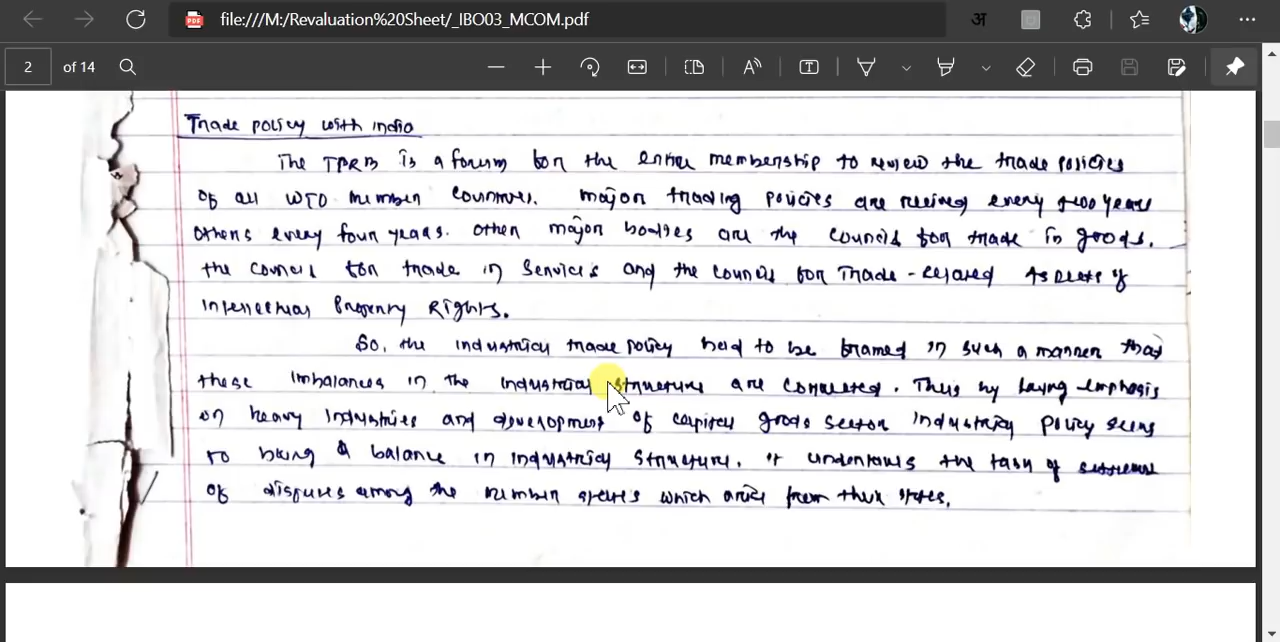 file:///M:/Revaluation%20Sheet/_IBO03_MCOM.pdf
अ
2 of 14
Trade policy with india
The TPRB is a forum for the entire membership to review the trade policies
of all WTO member countries. major trading policies are every two years
others every four years. other major bodies are the council for trade in goods.
the council for trade in services and the council for Trade - related Aspects of
Intellectual Property Rights.
So, the industrial trade policy had to be framed in such a manner that
these imbalances in the industrial structure are corrected. Thus by laying emphasis
on heavy industries and development of capital goods sector industrial policy seeks
to bring a balance in industrial structure. it undertakes the task of
of disputes among the member states which from their states.